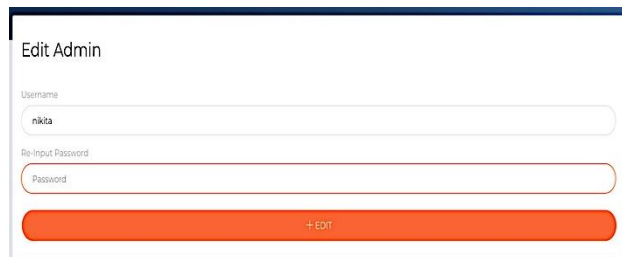 Edit Admin
Username
nikita
Re-Input Password
Password
+ EDIT